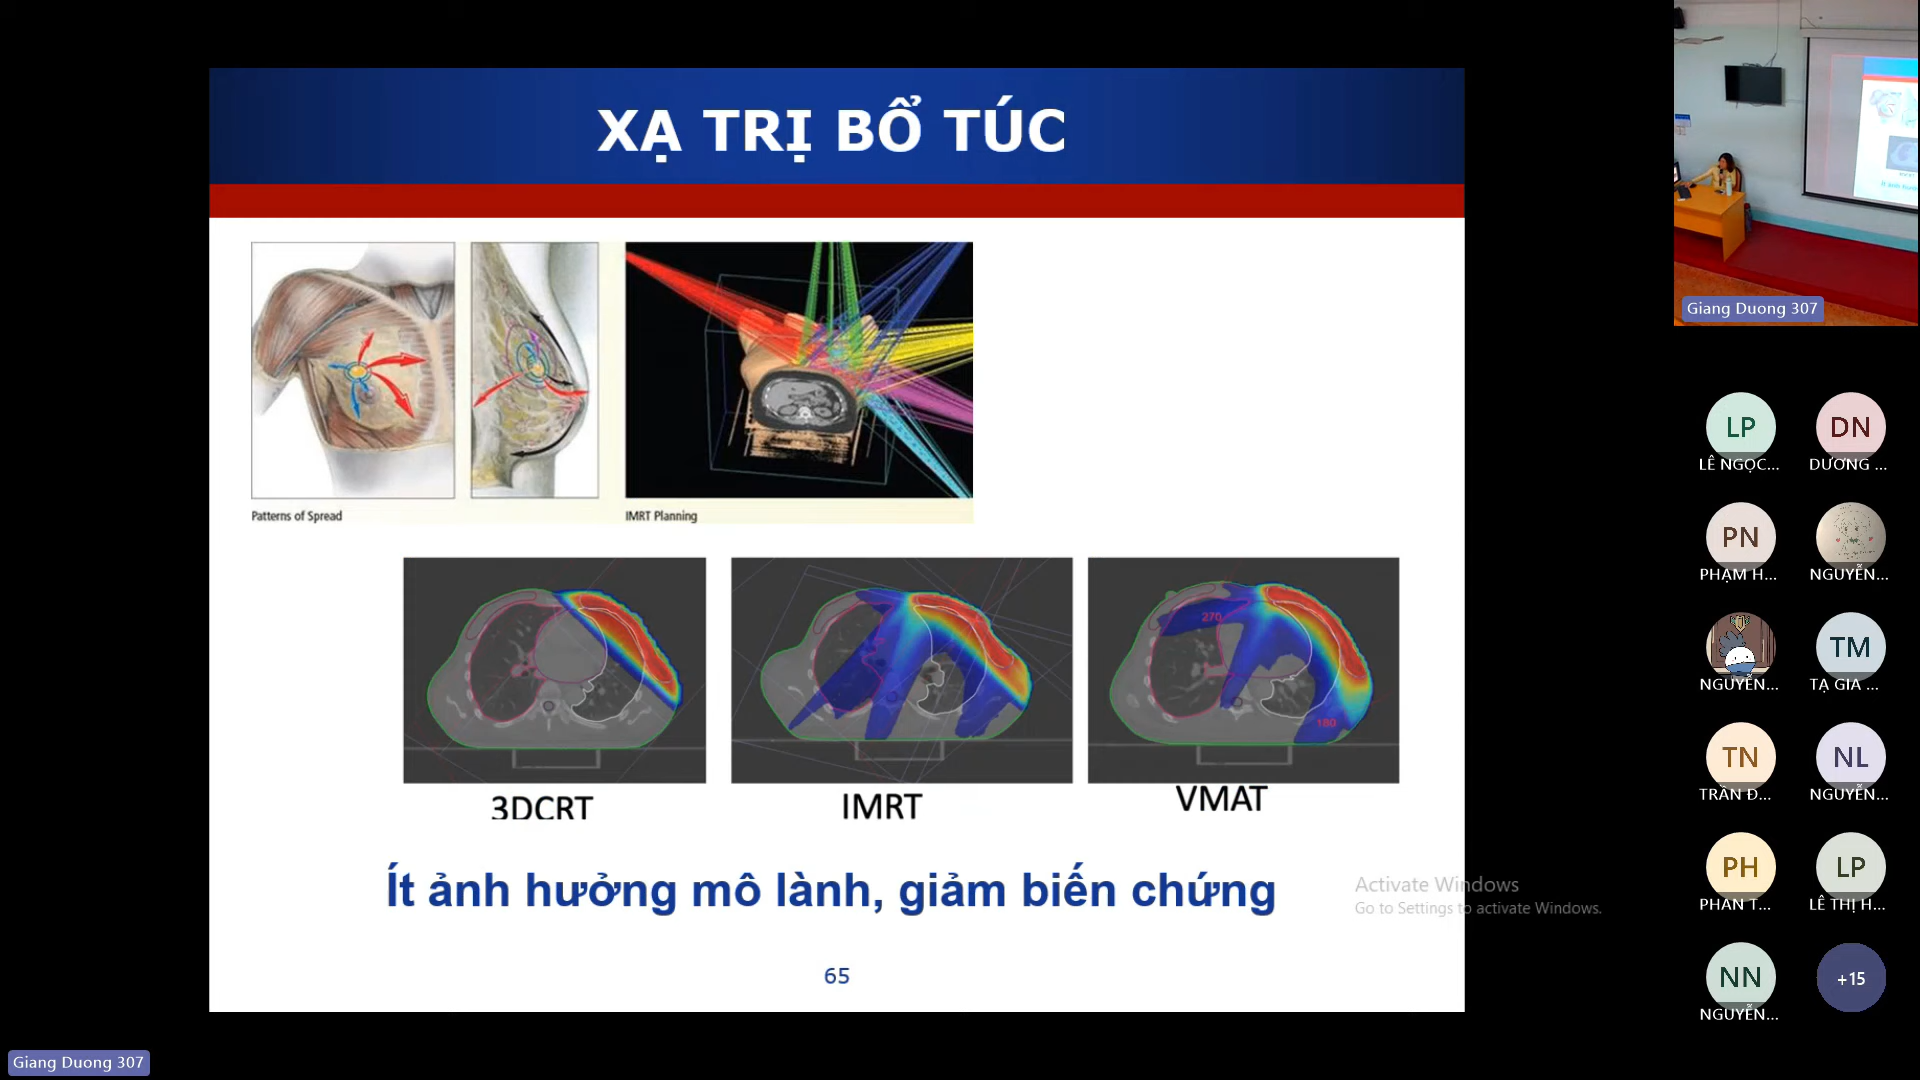 XẠ TRỊ BỔ TÚC
Patterns of Spread
IMRT Planning
270
180
3DCRT
IMRT
VMAT
Ít ảnh hưởng mô lành, giảm biến chứng
65
Activate Windows
Go to Settings to activate Windows.
Giang Duong 307
Giang Duong 307
LP
LÊ NGỌC...
DN
DƯƠNG ...
PN
PHẠM H...
NGUYỄN...
NGUYỄN...
TM
TẠ GIA ...
TN
TRẦN Đ...
NL
NGUYỄN...
PH
PHAN T...
LP
LÊ THỊ H...
NN
NGUYỄN...
+15